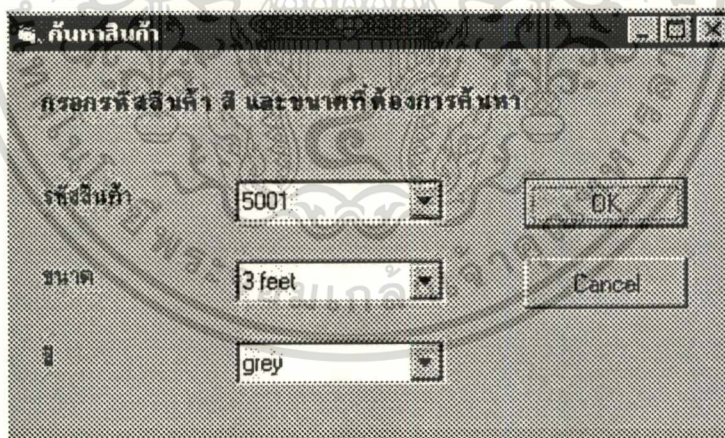 ค้นหาสินค้า
กรอกรหัสสินค้า สี และขนาดที่ต้องการค้นหา
รหัสสินค้า 5001 OK
ขนาด 3 feet Cancel
สี grey